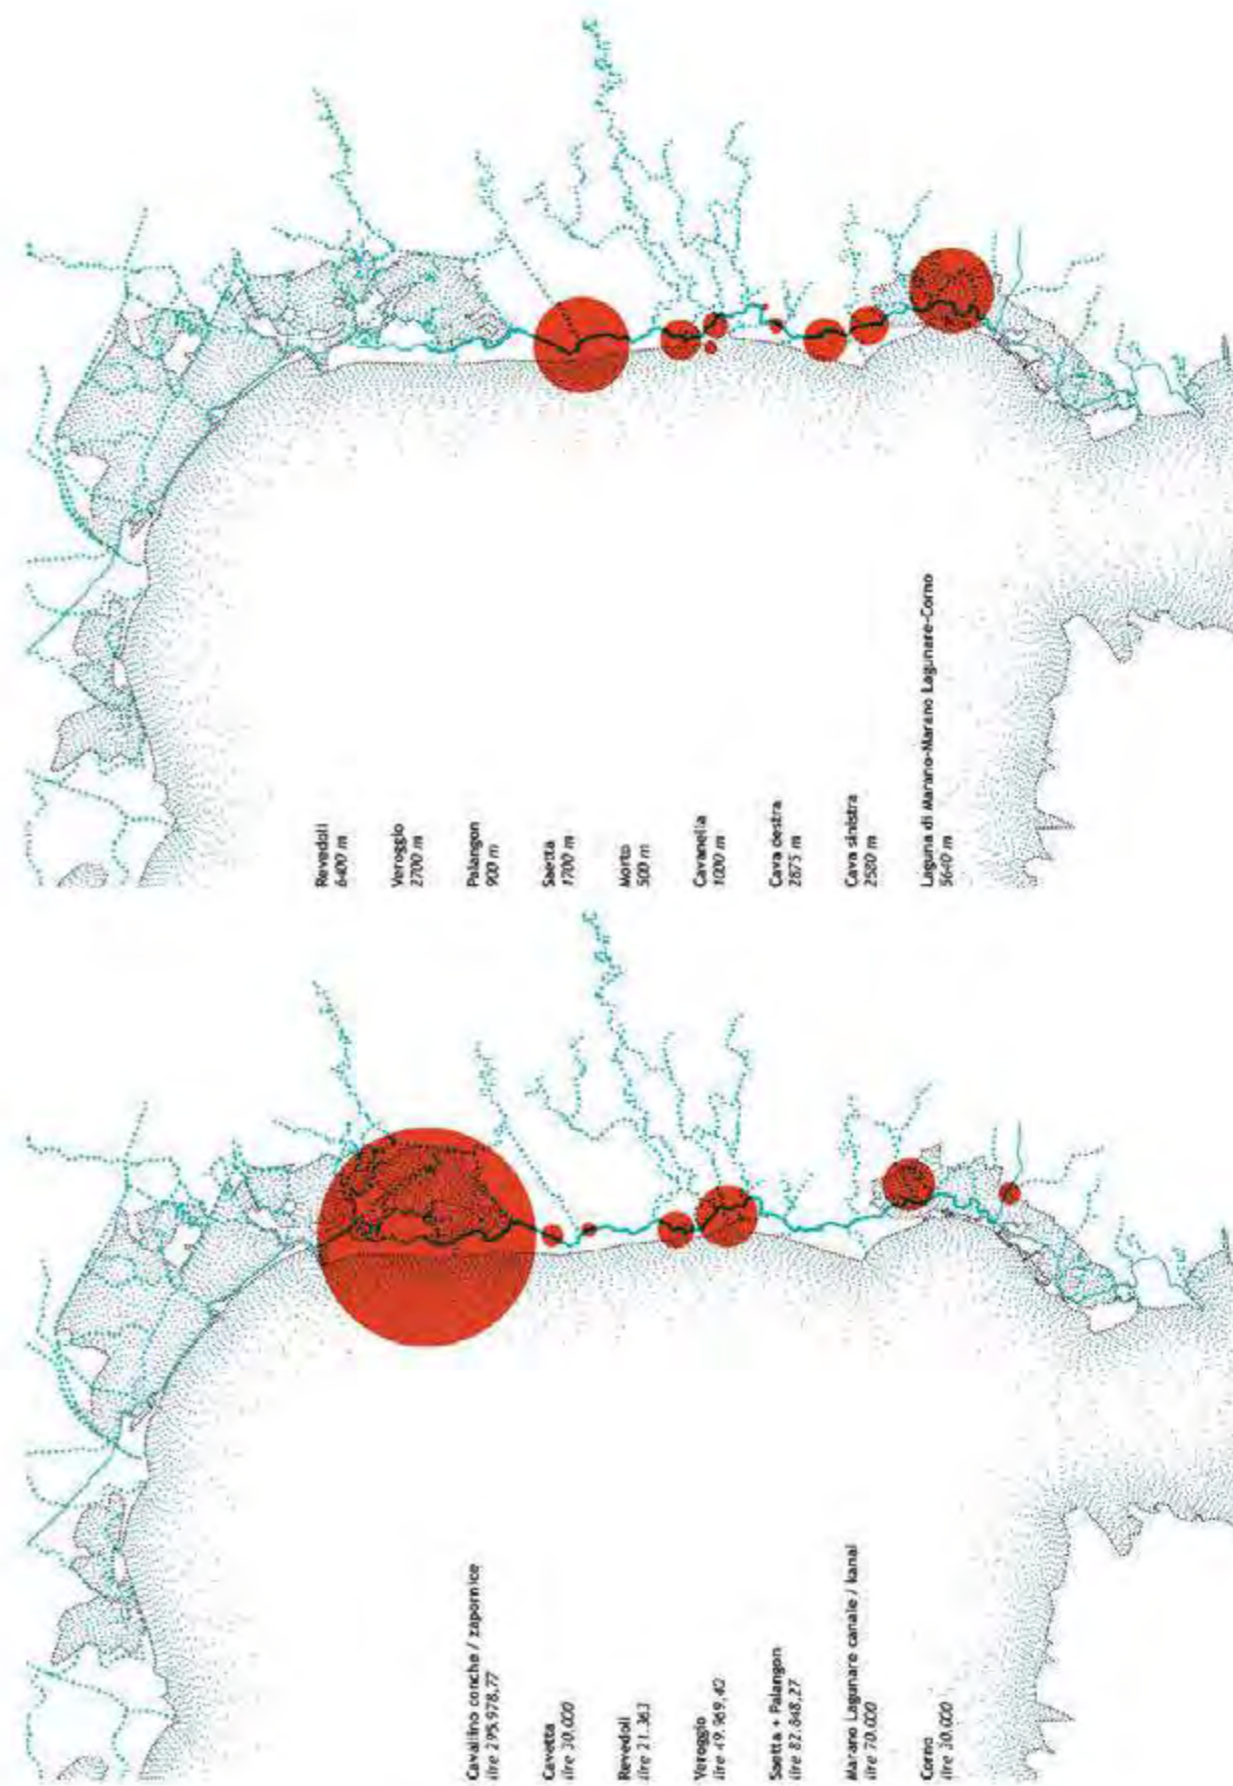 Revedoli
6400 m
Veroggio
2700 m
Palangon
900 m
Saetta
1700 m
Morto
500 m
Cavanella
1000 m
Cava destra
2875 m
Cava sinistra
2580 m
Laguna di Marano-Marano Lagunare-Corno
5640 m
Cavallino conche / zapornice
lire 295.978,77
Cavetta
lire 30.000
Revedoli
lire 21.363
Veroggio
lire 49.969,42
Saetta + Palangon
lire 82.848,27
Marano Lagunare canale / kanal
lire 70.000
Corno
lire 30.000